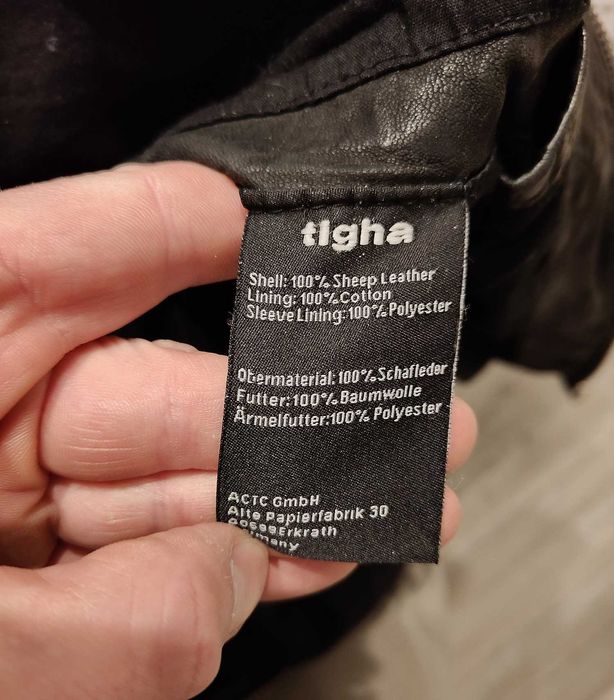 tigha
Shell: 100% Sheep Leather
Lining: 100% Cotton
Sleeve Lining: 100% Polyester
Obermaterial: 100% Schafleder
Futter: 100% Baumwolle
Ärmelfutter: 100% Polyester
ACTC GmbH
Alte Papierfabrik 30
Erkrath